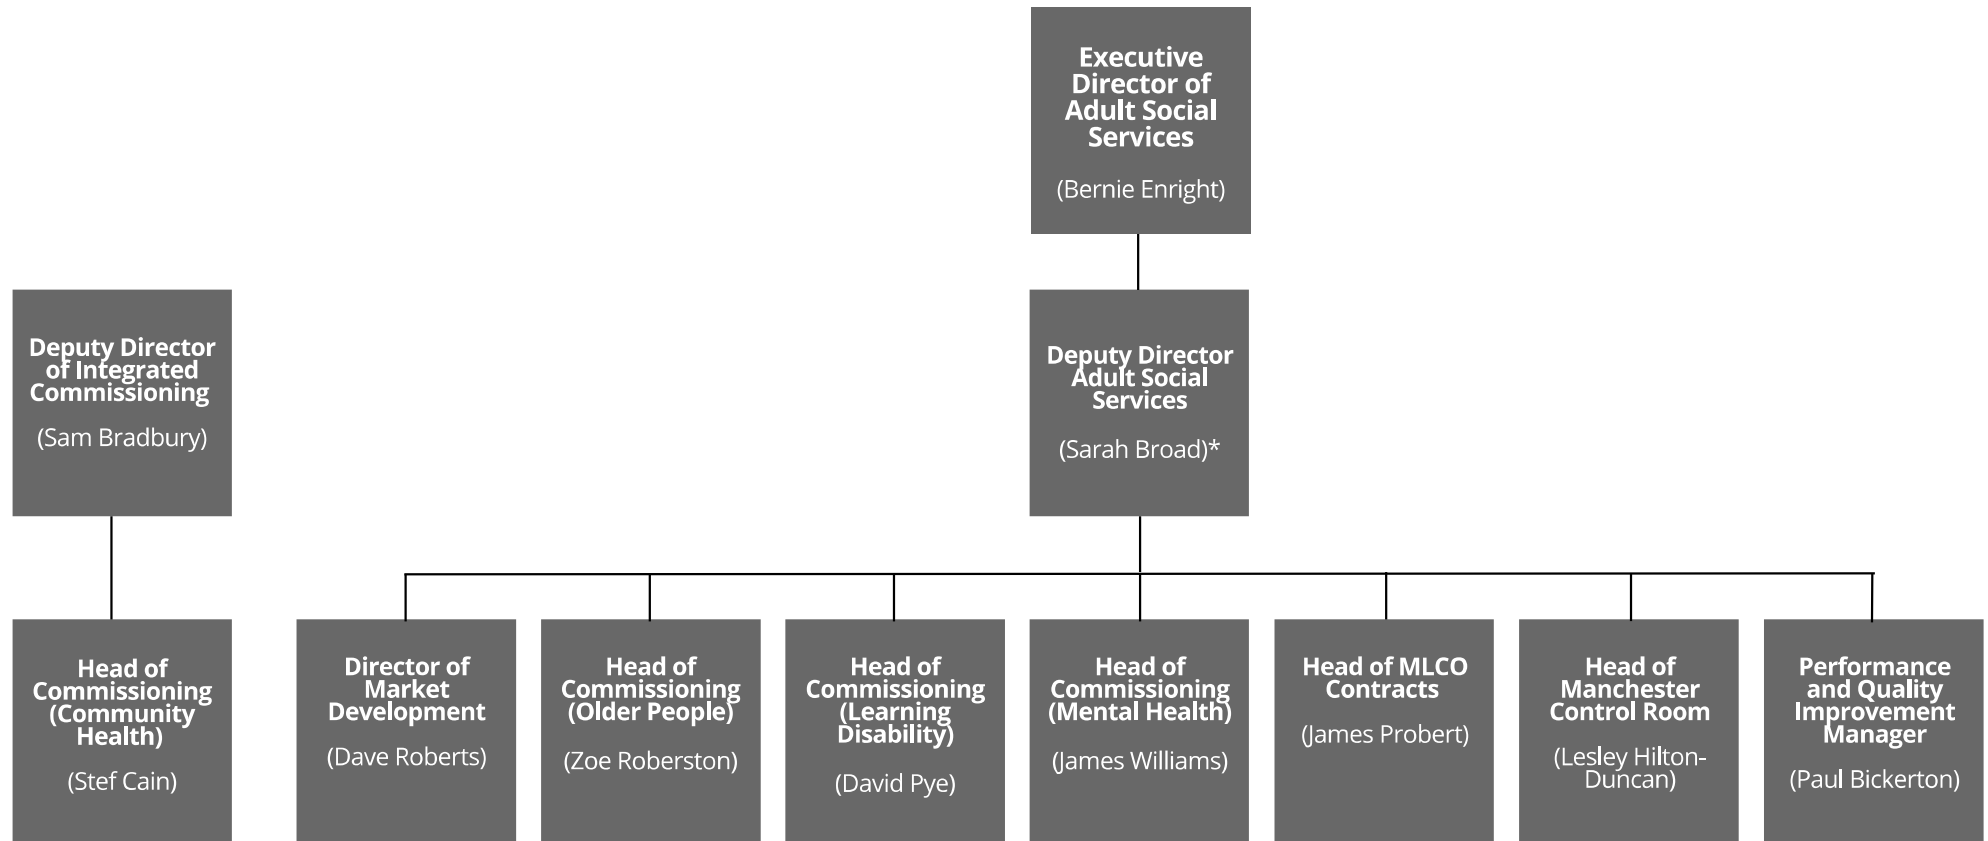 Executive
Director of
Adult Social
Services
(Bernie Enright)
Deputy Director
of Integrated
Commissioning
(Sam Bradbury)
Deputy Director
Adult Social
Services
(Sarah Broad)*
Head of
Commissioning
(Community
Health)
(Stef Cain)
Director of
Market
Development
(Dave Roberts)
Head of
Commissioning
(Older People)
(Zoe Roberston)
Head of
Commissioning
(Learning
Disability)
(David Pye)
Head of
Commissioning
(Mental Health)
(James Williams)
Head of MLCO
Contracts
(James Probert)
Head of
Manchester
Control Room
(Lesley Hilton-
Duncan)
Performance
and Quality
Improvement
Manager
(Paul Bickerton)